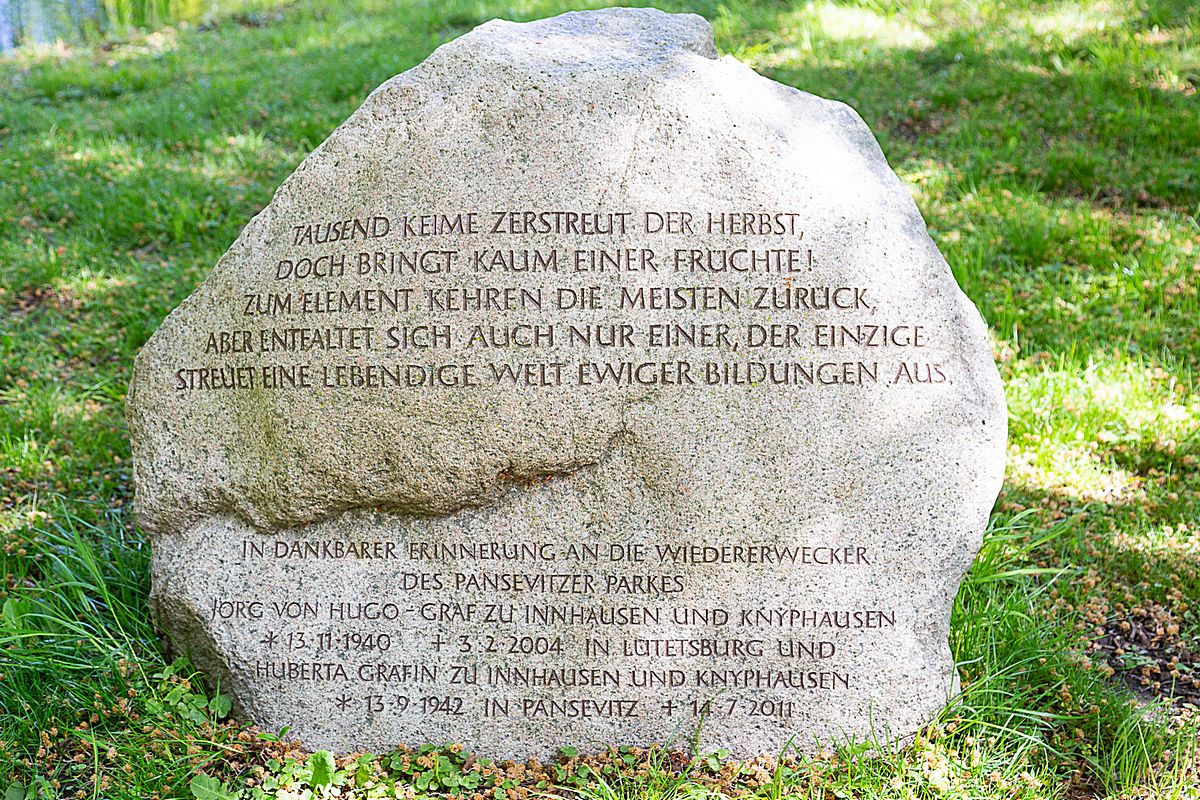 TAUSEND KEIME ZERSTREUT DER HERBST,
DOCH BRINGT KAUM EINER FRÜCHTE!
ZUM ELEMENT KEHREN DIE MEISTEN ZURÜCK,
ABER ENTFALTET SICH AUCH NUR EINER, DER EINZIGE
STREUET EINE LEBENDIGE WELT EWIGER BILDUNGEN AUS.
IN DANKBARER ERINNERUNG AN DIE WIEDERERWECKER
DES PANSEVITZER PARKES
JÖRG VON HUGO - GRAF ZU INNHAUSEN UND KNYPHAUSEN
* 13·11·1940 + 3·2·2004 IN LÜTETSBURG UND
HUBERTA GRÄFIN ZU INNHAUSEN UND KNYPHAUSEN
* 13·9·1942 IN PANSEVITZ + 14·7·2011